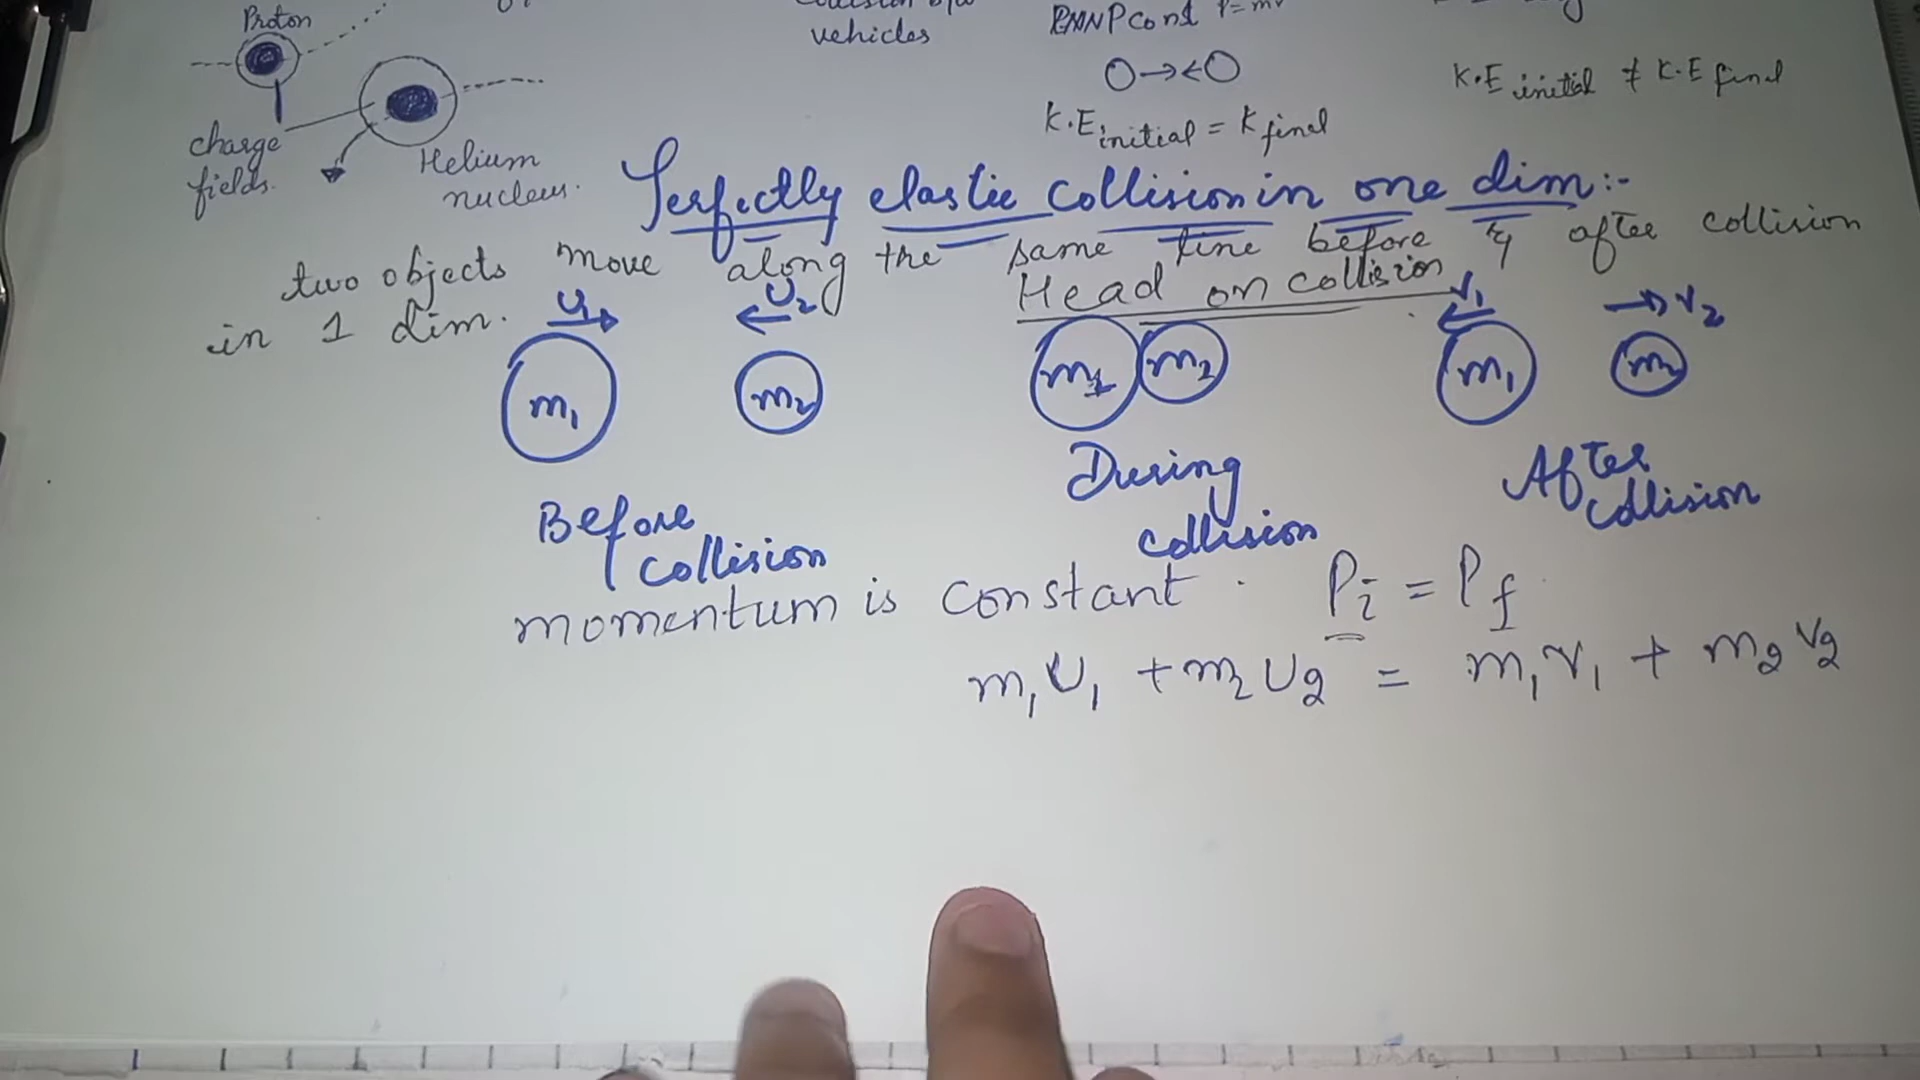 Proton
vehicles
P Const P=mv
K.E initial = K final
K.E initial ≠ K.E final
charge
fields.
Helium
nucleus.
Perfectly elastic collision in one dim:-
two objects move along the same line before & after collision
in 1 dim.
Head on collision
U1
U2
v1
v2
m1
m2
m1
m2
m1
m2
Before
collision
During
collision
After
collision
momentum is constant. Pi = Pf
m1U1 + m2U2 = m1v1 + m2v2